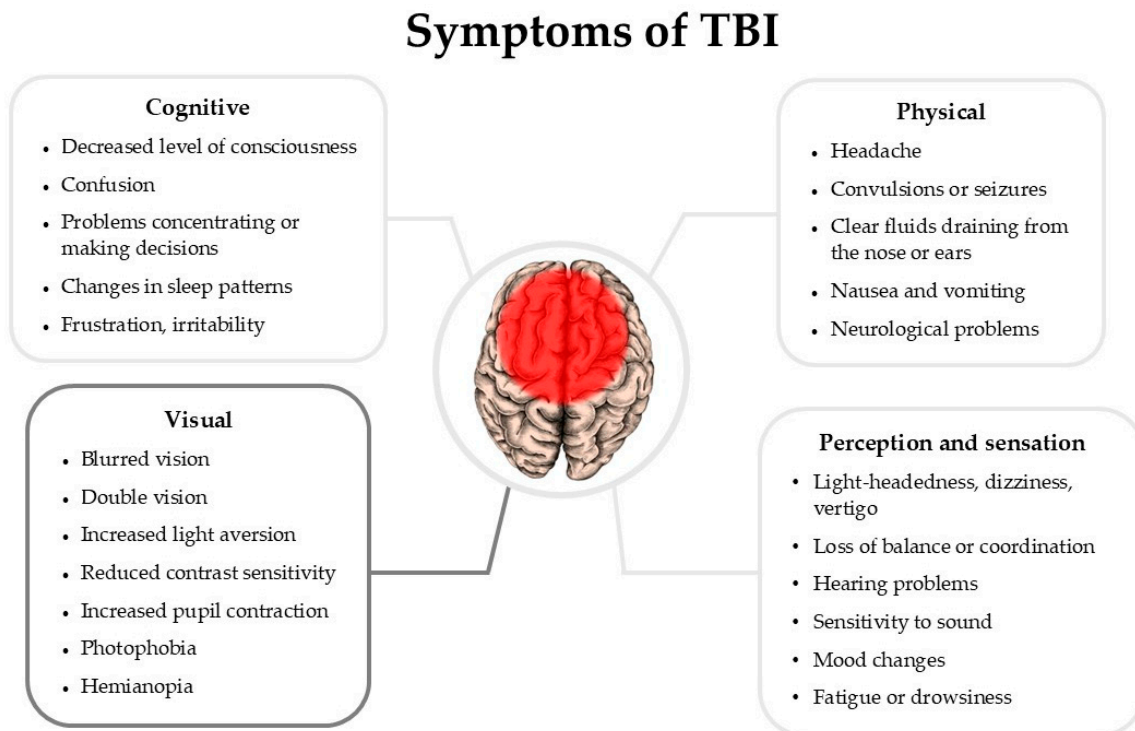 Symptoms of TBI
Cognitive
• Decreased level of consciousness
• Confusion
• Problems concentrating or
making decisions
• Changes in sleep patterns
• Frustration, irritability
Physical
• Headache
• Convulsions or seizures
• Clear fluids draining from
the nose or ears
• Nausea and vomiting
• Neurological problems
Visual
• Blurred vision
• Double vision
• Increased light aversion
• Reduced contrast sensitivity
• Increased pupil contraction
• Photophobia
• Hemianopia
Perception and sensation
• Light-headedness, dizziness,
vertigo
• Loss of balance or coordination
• Hearing problems
• Sensitivity to sound
• Mood changes
• Fatigue or drowsiness